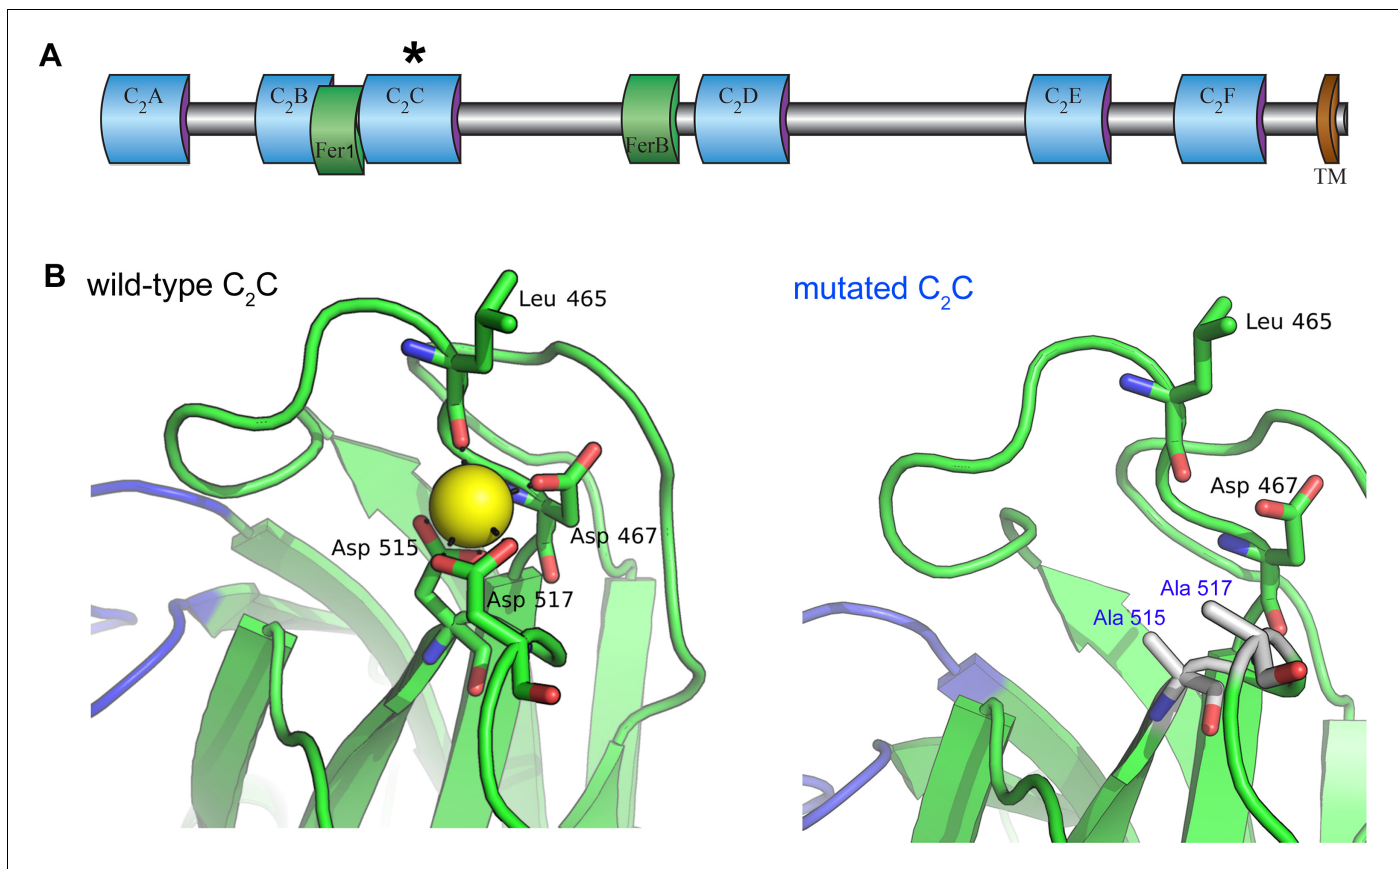 A
*
C2A
C2B
Fer1
C2C
FerB
C2D
C2E
C2F
TM
B
wild-type C2C
Leu 465
Asp 467
Asp 515
Asp 517
mutated C2C
Leu 465
Asp 467
Ala 517
Ala 515